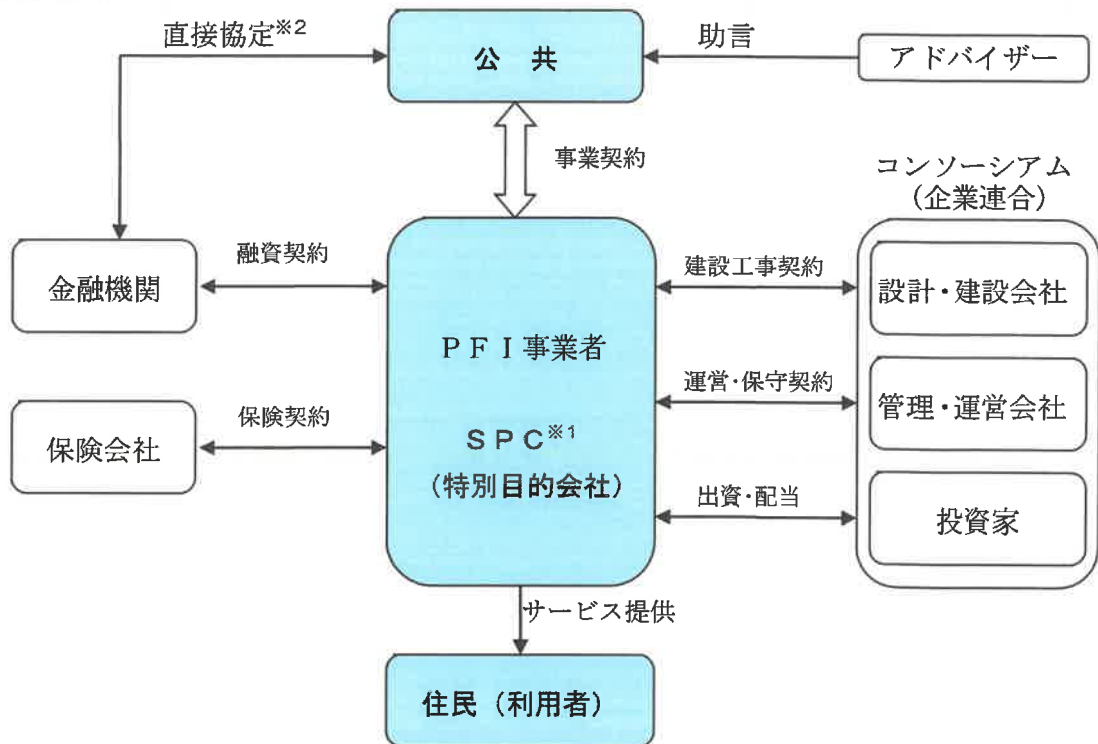 直接協定※2
公 共
助言
アドバイザー
事業契約
コンソーシアム
(企業連合)
金融機関
融資契約
建設工事契約
設計・建設会社
PFI事業者
運営・保守契約
管理・運営会社
保険会社
保険契約
SPC※1
(特別目的会社)
出資・配当
投資家
サービス提供
住民(利用者)